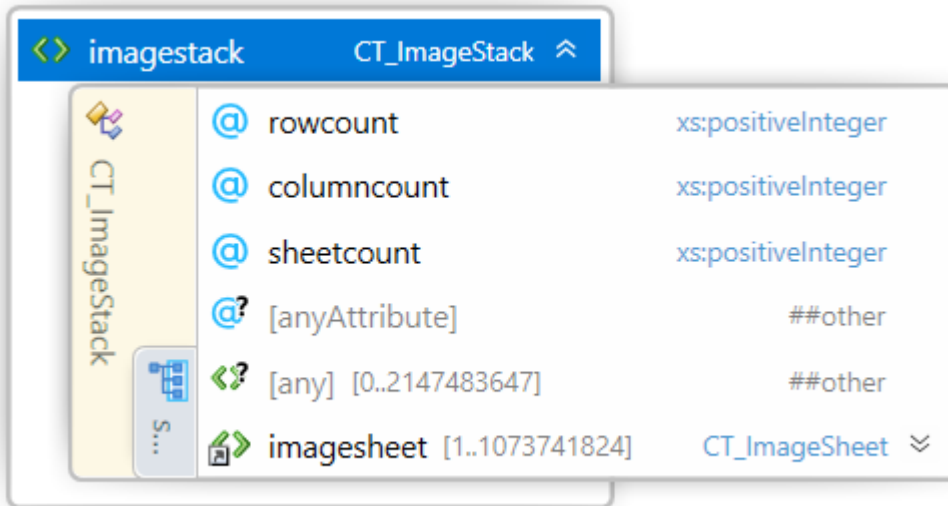 imagestack CT_ImageStack
CT_ImageStack
@ rowcount xs:positiveInteger
@ columncount xs:positiveInteger
@ sheetcount xs:positiveInteger
@? [anyAttribute] ##other
[any] [0..2147483647] ##other
S...
imagesheet [1..1073741824] CT_ImageSheet